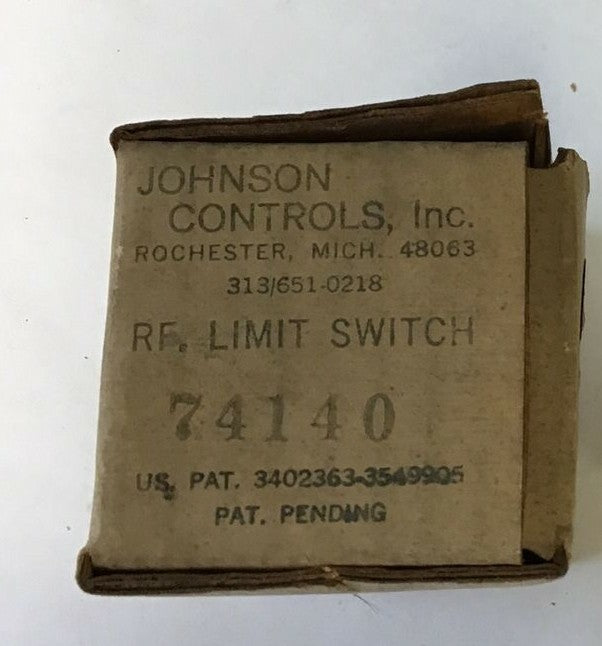 JOHNSON
CONTROLS, Inc.
ROCHESTER, MICH. 48063
313/651-0218
RF. LIMIT SWITCH
74140
US. PAT. 3402363-3549905
PAT. PENDING